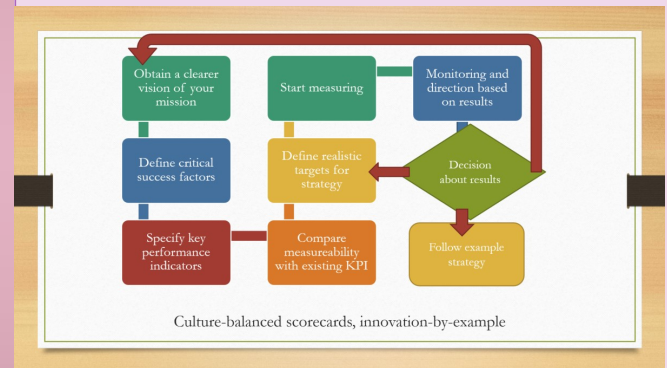 Obtain a clearer
vision of your
mission
Define critical
success factors
Specify key
performance
indicators
Compare
measureability
with existing KPI
Define realistic
targets for
strategy
Start measuring
Monitoring and
direction based
on results
Decision
about results
Follow example
strategy
Culture-balanced scorecards, innovation-by-example